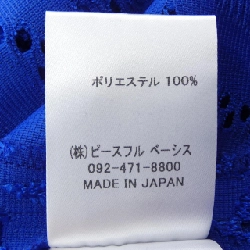 ポリエステル 100%
(株)ピースフル ベーシス
092-471-8800
MADE IN JAPAN